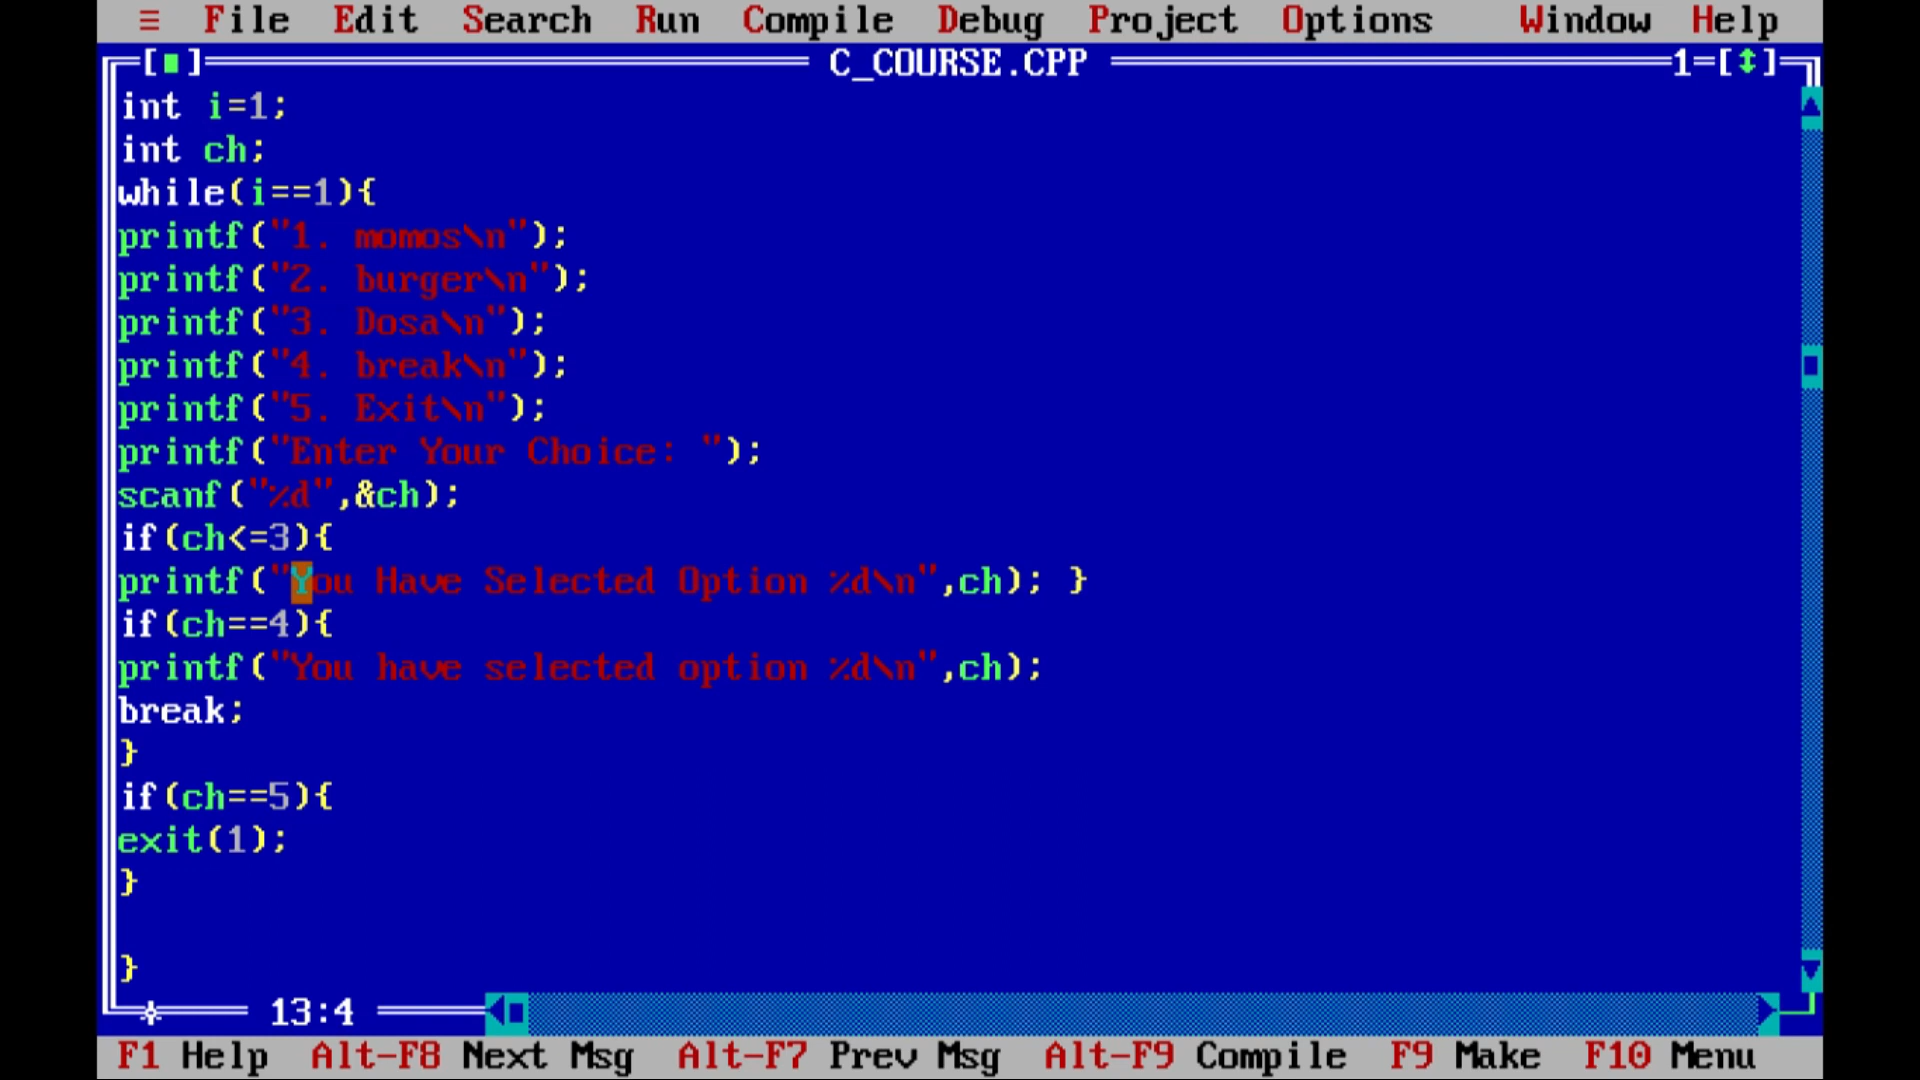 ≡ File Edit Search Run Compile Debug Project Options Window Help
[■] C_COURSE.CPP 1=[↕]
int i=1;
int ch;
while(i==1){
printf("1. momos\n");
printf("2. burger\n");
printf("3. Dosa\n");
printf("4. break\n");
printf("5. Exit\n");
printf("Enter Your Choice: ");
scanf("%d",&ch);
if(ch<=3){
printf("You Have Selected Option %d\n",ch); }
if(ch==4){
printf("You have selected option %d\n",ch);
break;
}
if(ch==5){
exit(1);
}
}
13:4
F1 Help Alt-F8 Next Msg Alt-F7 Prev Msg Alt-F9 Compile F9 Make F10 Menu